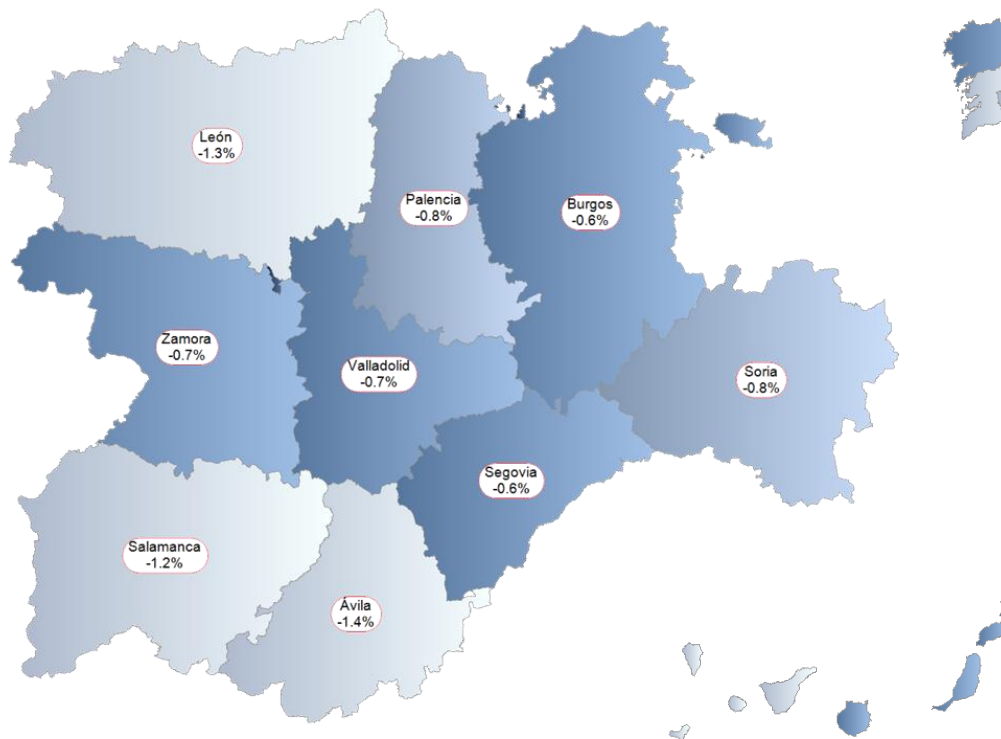 León
-1.3%
Palencia
-0.8%
Burgos
-0.6%
Zamora
-0.7%
Valladolid
-0.7%
Soria
-0.8%
Segovia
-0.6%
Salamanca
-1.2%
Ávila
-1.4%